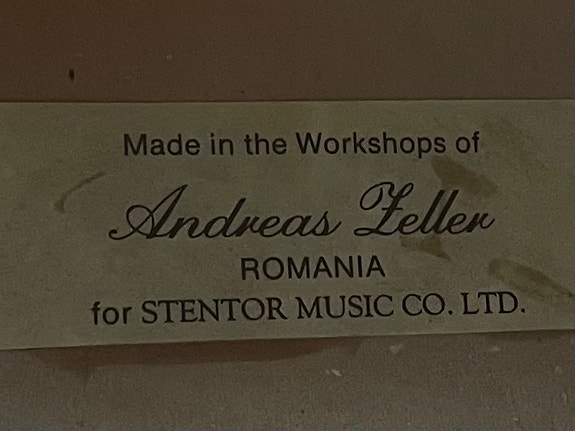 Made in the Workshops of
Andreas Zeller
ROMANIA
for STENTOR MUSIC CO. LTD.